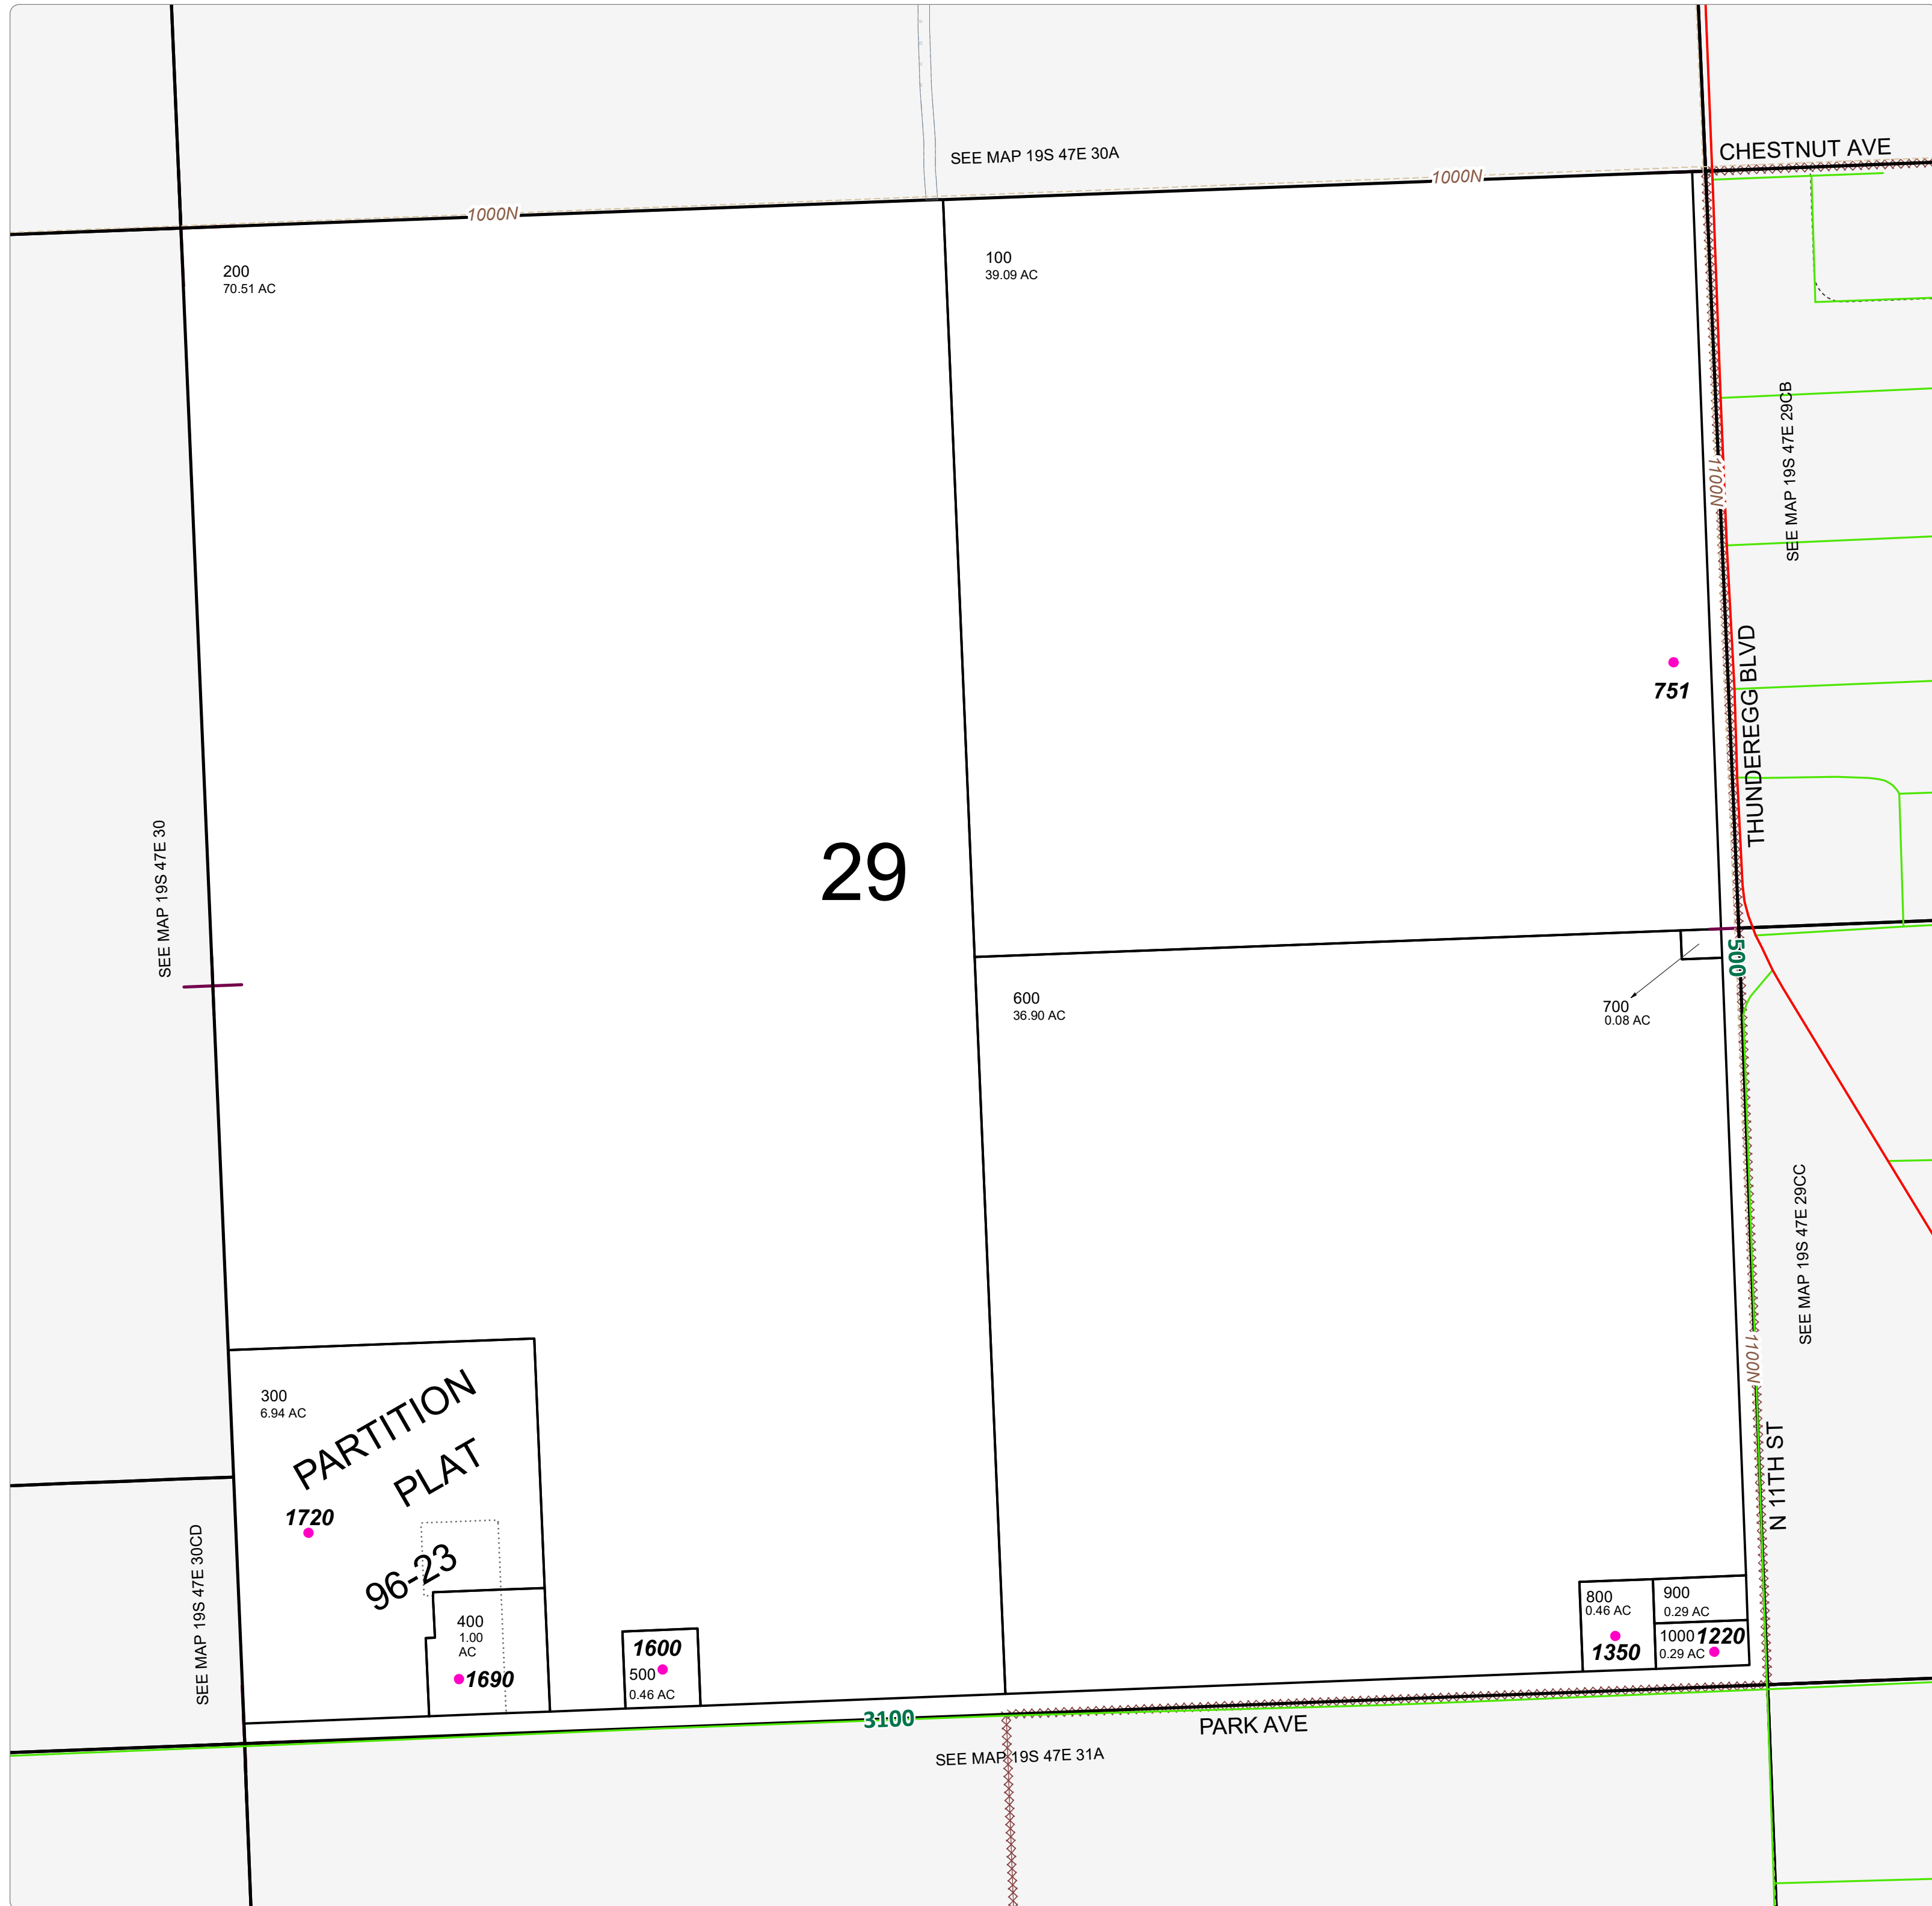 CHESTNUT AVE
SEE MAP 19S 47E 30A
1000N
1000N
200
70.51 AC
100
39.09 AC
1100N
SEE MAP 19S 47E 29CB
THUNDEREGG BLVD
751
SEE MAP 19S 47E 30
29
500
600
36.90 AC
700
0.08 AC
SEE MAP 19S 47E 29CC
1100N
N 11TH ST
300
6.94 AC
PARTITION
PLAT
96-23
1720
SEE MAP 19S 47E 30CD
400
1.00
AC
1690
1600
500
0.46 AC
800
0.46 AC
1350
900
0.29 AC
1000
1220
0.29 AC
3100
PARK AVE
SEE MAP 19S 47E 31A